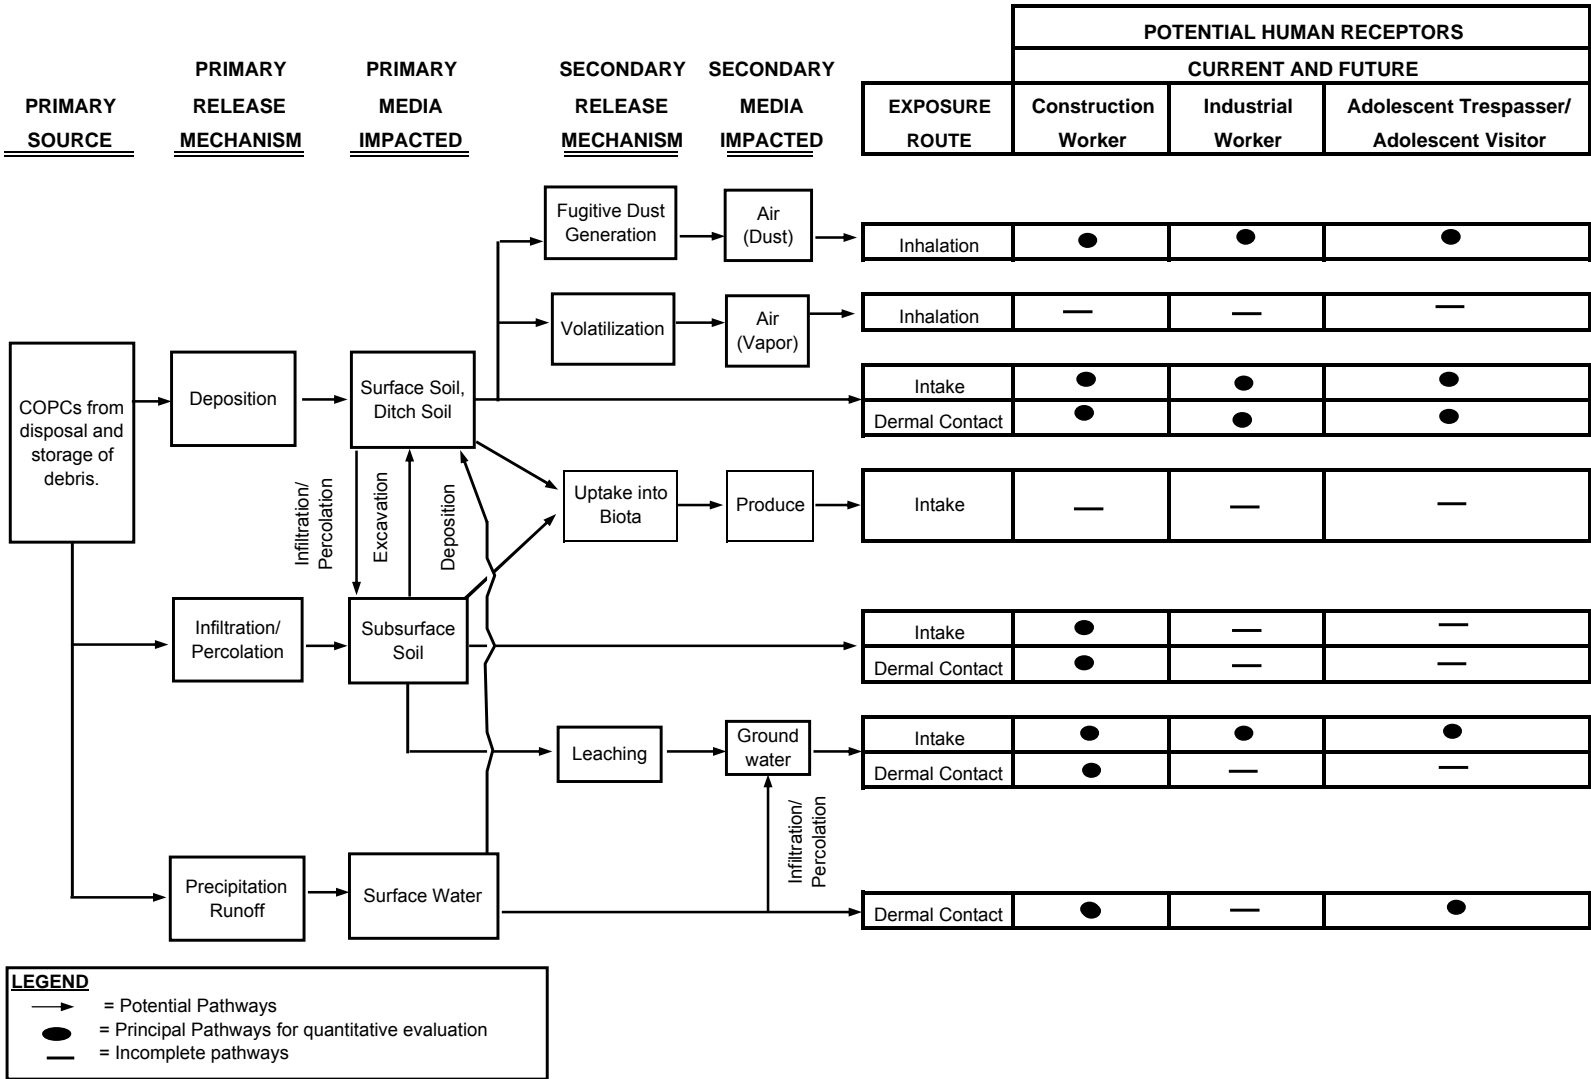 POTENTIAL HUMAN RECEPTORS
CURRENT AND FUTURE
PRIMARY
SOURCE
PRIMARY
RELEASE
MECHANISM
PRIMARY
MEDIA
IMPACTED
SECONDARY
RELEASE
MECHANISM
SECONDARY
MEDIA
IMPACTED
EXPOSURE
ROUTE
Construction
Worker
Industrial
Worker
Adolescent Trespasser/
Adolescent Visitor
Fugitive Dust
Generation
Air
(Dust)
Inhalation
Volatilization
Air
(Vapor)
Inhalation
COPCs from
disposal and
storage of
debris.
Deposition
Surface Soil,
Ditch Soil
Intake
Dermal Contact
Infiltration/
Percolation
Excavation
Deposition
Uptake into
Biota
Produce
Intake
Infiltration/
Percolation
Subsurface
Soil
Intake
Dermal Contact
Leaching
Ground
water
Intake
Dermal Contact
Infiltration/
Percolation
Precipitation
Runoff
Surface Water
Dermal Contact
LEGEND
= Potential Pathways
= Principal Pathways for quantitative evaluation
= Incomplete pathways